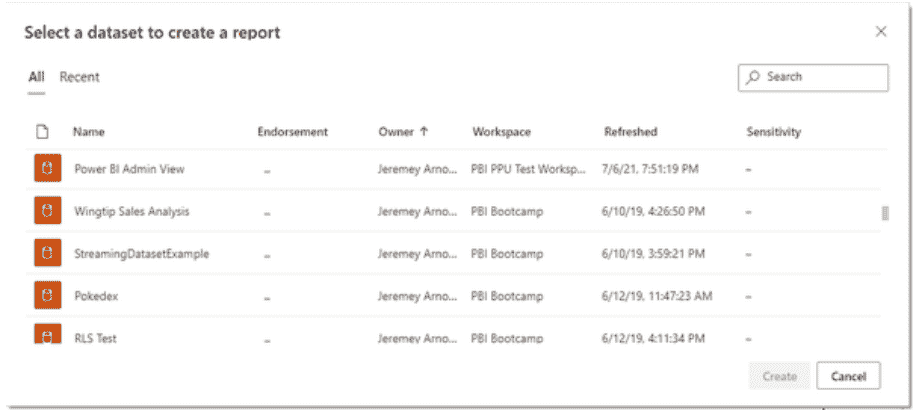 Select a dataset to create a report
All Recent
Search
Name Endorsement Owner ↑ Workspace Refreshed Sensitivity
Power BI Admin View – Jeremey Arno... PBI PPU Test Worksp... 7/6/21, 7:51:19 PM –
Wingtip Sales Analysis – Jeremey Arno... PBI Bootcamp 6/10/19, 4:26:50 PM –
StreamingDatasetExample – Jeremey Arno... PBI Bootcamp 6/10/19, 3:59:21 PM –
Pokedex – Jeremey Arno... PBI Bootcamp 6/12/19, 11:47:23 AM –
RLS Test – Jeremey Arno... PBI Bootcamp 6/12/19, 4:11:34 PM –
Create Cancel